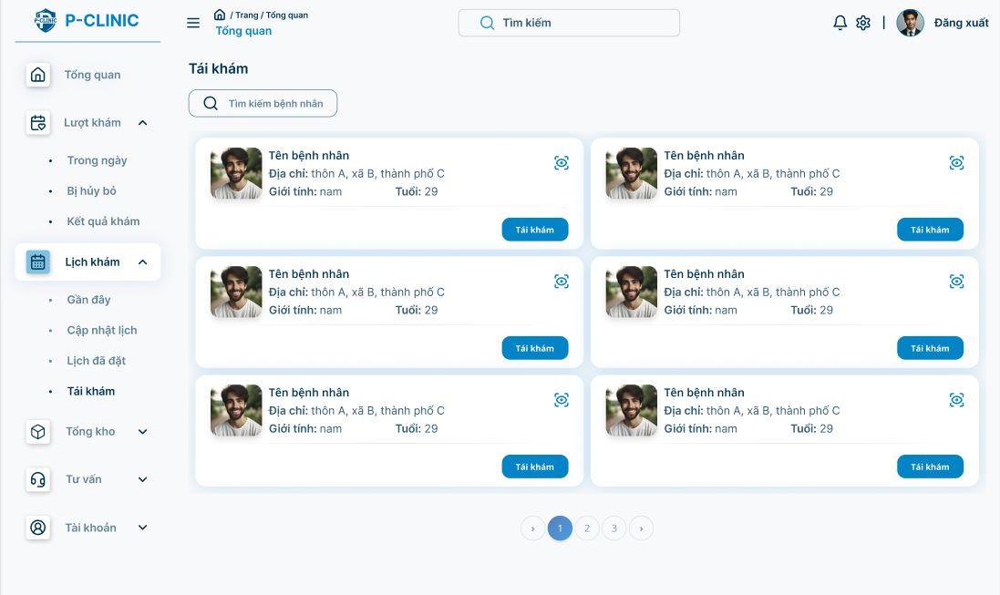 P-CLINIC
P-CLINIC
/ Trang / Tổng quan
Tổng quan
Tìm kiếm
|
Đăng xuất
Tổng quan
Lượt khám
• Trong ngày
• Bị hủy bỏ
• Kết quả khám
Lịch khám
• Gần đây
• Cập nhật lịch
• Lịch đã đặt
• Tái khám
Tổng kho
Tư vấn
Tài khoản
Tái khám
Tìm kiếm bệnh nhân
Tên bệnh nhân
Địa chỉ: thôn A, xã B, thành phố C
Giới tính: nam Tuổi: 29
Tái khám
Tên bệnh nhân
Địa chỉ: thôn A, xã B, thành phố C
Giới tính: nam Tuổi: 29
Tái khám
Tên bệnh nhân
Địa chỉ: thôn A, xã B, thành phố C
Giới tính: nam Tuổi: 29
Tái khám
Tên bệnh nhân
Địa chỉ: thôn A, xã B, thành phố C
Giới tính: nam Tuổi: 29
Tái khám
Tên bệnh nhân
Địa chỉ: thôn A, xã B, thành phố C
Giới tính: nam Tuổi: 29
Tái khám
Tên bệnh nhân
Địa chỉ: thôn A, xã B, thành phố C
Giới tính: nam Tuổi: 29
Tái khám
› 1 2 3 ›